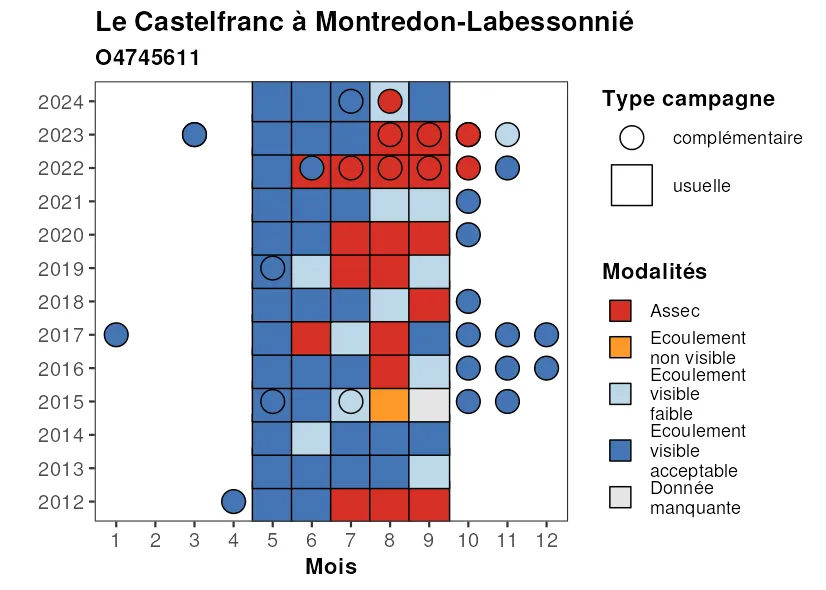 Le Castelfranc à Montredon-Labessonnié
O4745611
2024
2023
2022
2021
2020
2019
2018
2017
2016
2015
2014
2013
2012
1 2 3 4 5 6 7 8 9 10 11 12
Mois
Type campagne
complémentaire
usuelle
Modalités
Assec
Ecoulement
non visible
Ecoulement
visible
faible
Ecoulement
visible
acceptable
Donnée
manquante